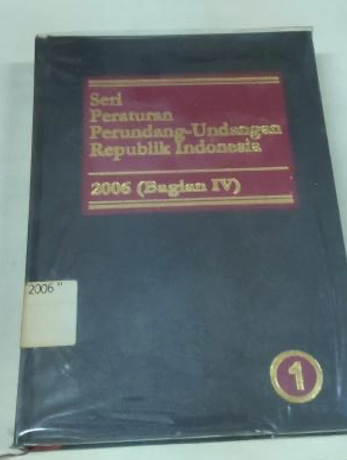 Seri
Peraturan
Perundang-Undangan
Republik Indonesia
2006 (Bagian IV)
2006
1